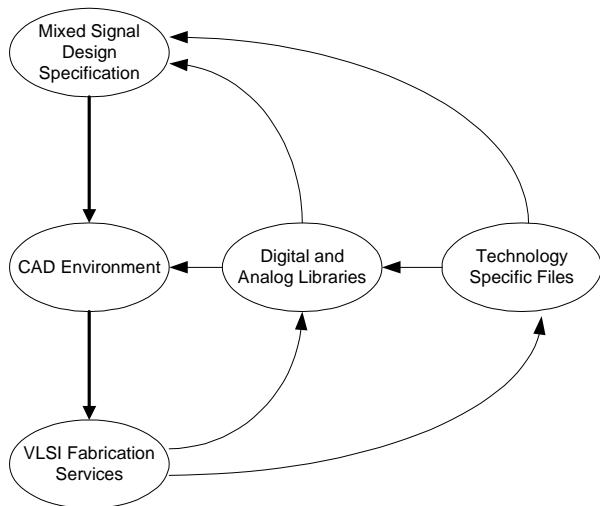 Mixed Signal
Design
Specification
CAD Environment
Digital and
Analog Libraries
Technology
Specific Files
VLSI Fabrication
Services